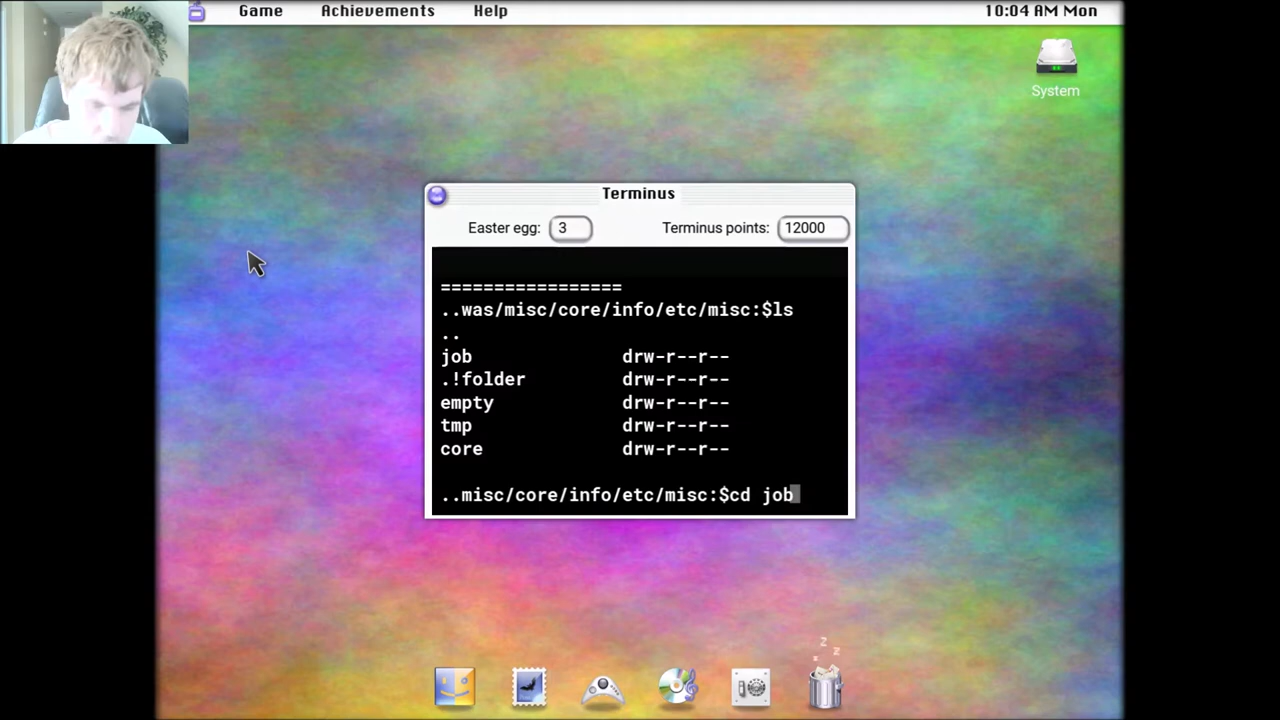 Game Achievements Help 10:04 AM Mon
System
Terminus
Easter egg: 3 Terminus points: 12000
=================
..was/misc/core/info/etc/misc:$ls
..
job drw-r--r--
.!folder drw-r--r--
empty drw-r--r--
tmp drw-r--r--
core drw-r--r--
..misc/core/info/etc/misc:$cd job
z
z
z